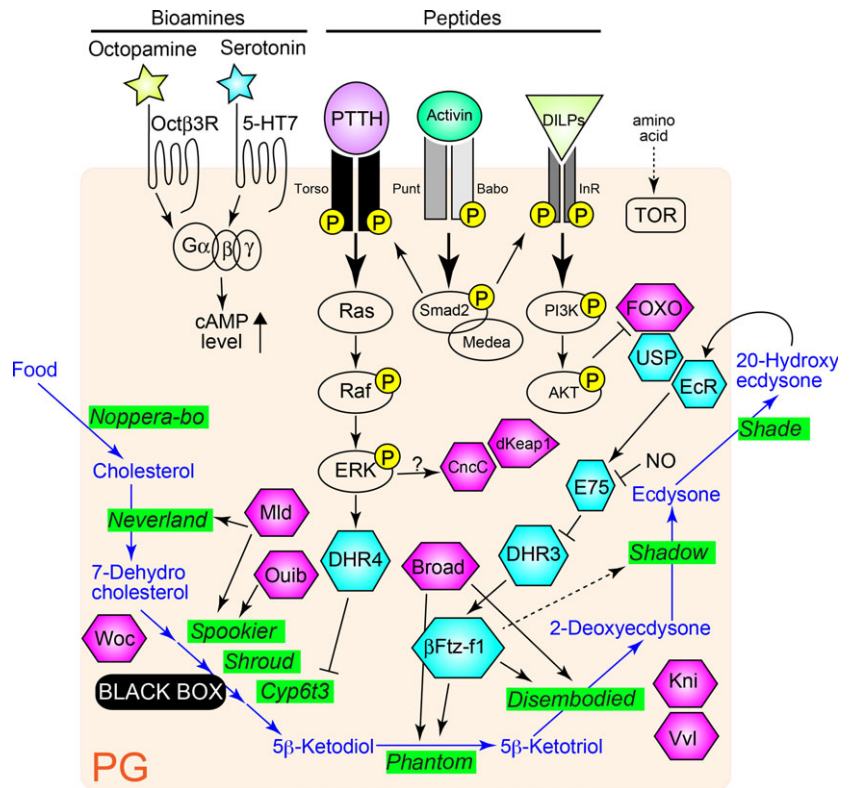 Bioamines
Peptides
Octopamine
Serotonin
Octβ3R
5-HT7
PTTH
Activin
DILPs
amino
acid
Torso
Punt
Babo
InR
P
P
P
P
P
TOR
Gα
β
γ
cAMP
level
Ras
Smad2
P
Medea
PI3K
P
FOXO
USP
EcR
20-Hydroxy
ecdysone
Food
Raf
P
AKT
P
Noppera-bo
Shade
Cholesterol
ERK
P
?
CncC
dKeap1
E75
NO
Ecdysone
Neverland
Mld
7-Dehydro
cholesterol
Ouib
DHR4
Broad
DHR3
Shadow
Woc
Spookier
Shroud
Cyp6t3
βFtz-f1
2-Deoxyecdysone
BLACK BOX
Disembodied
Kni
Vvl
5β-Ketodiol
Phantom
5β-Ketotriol
PG